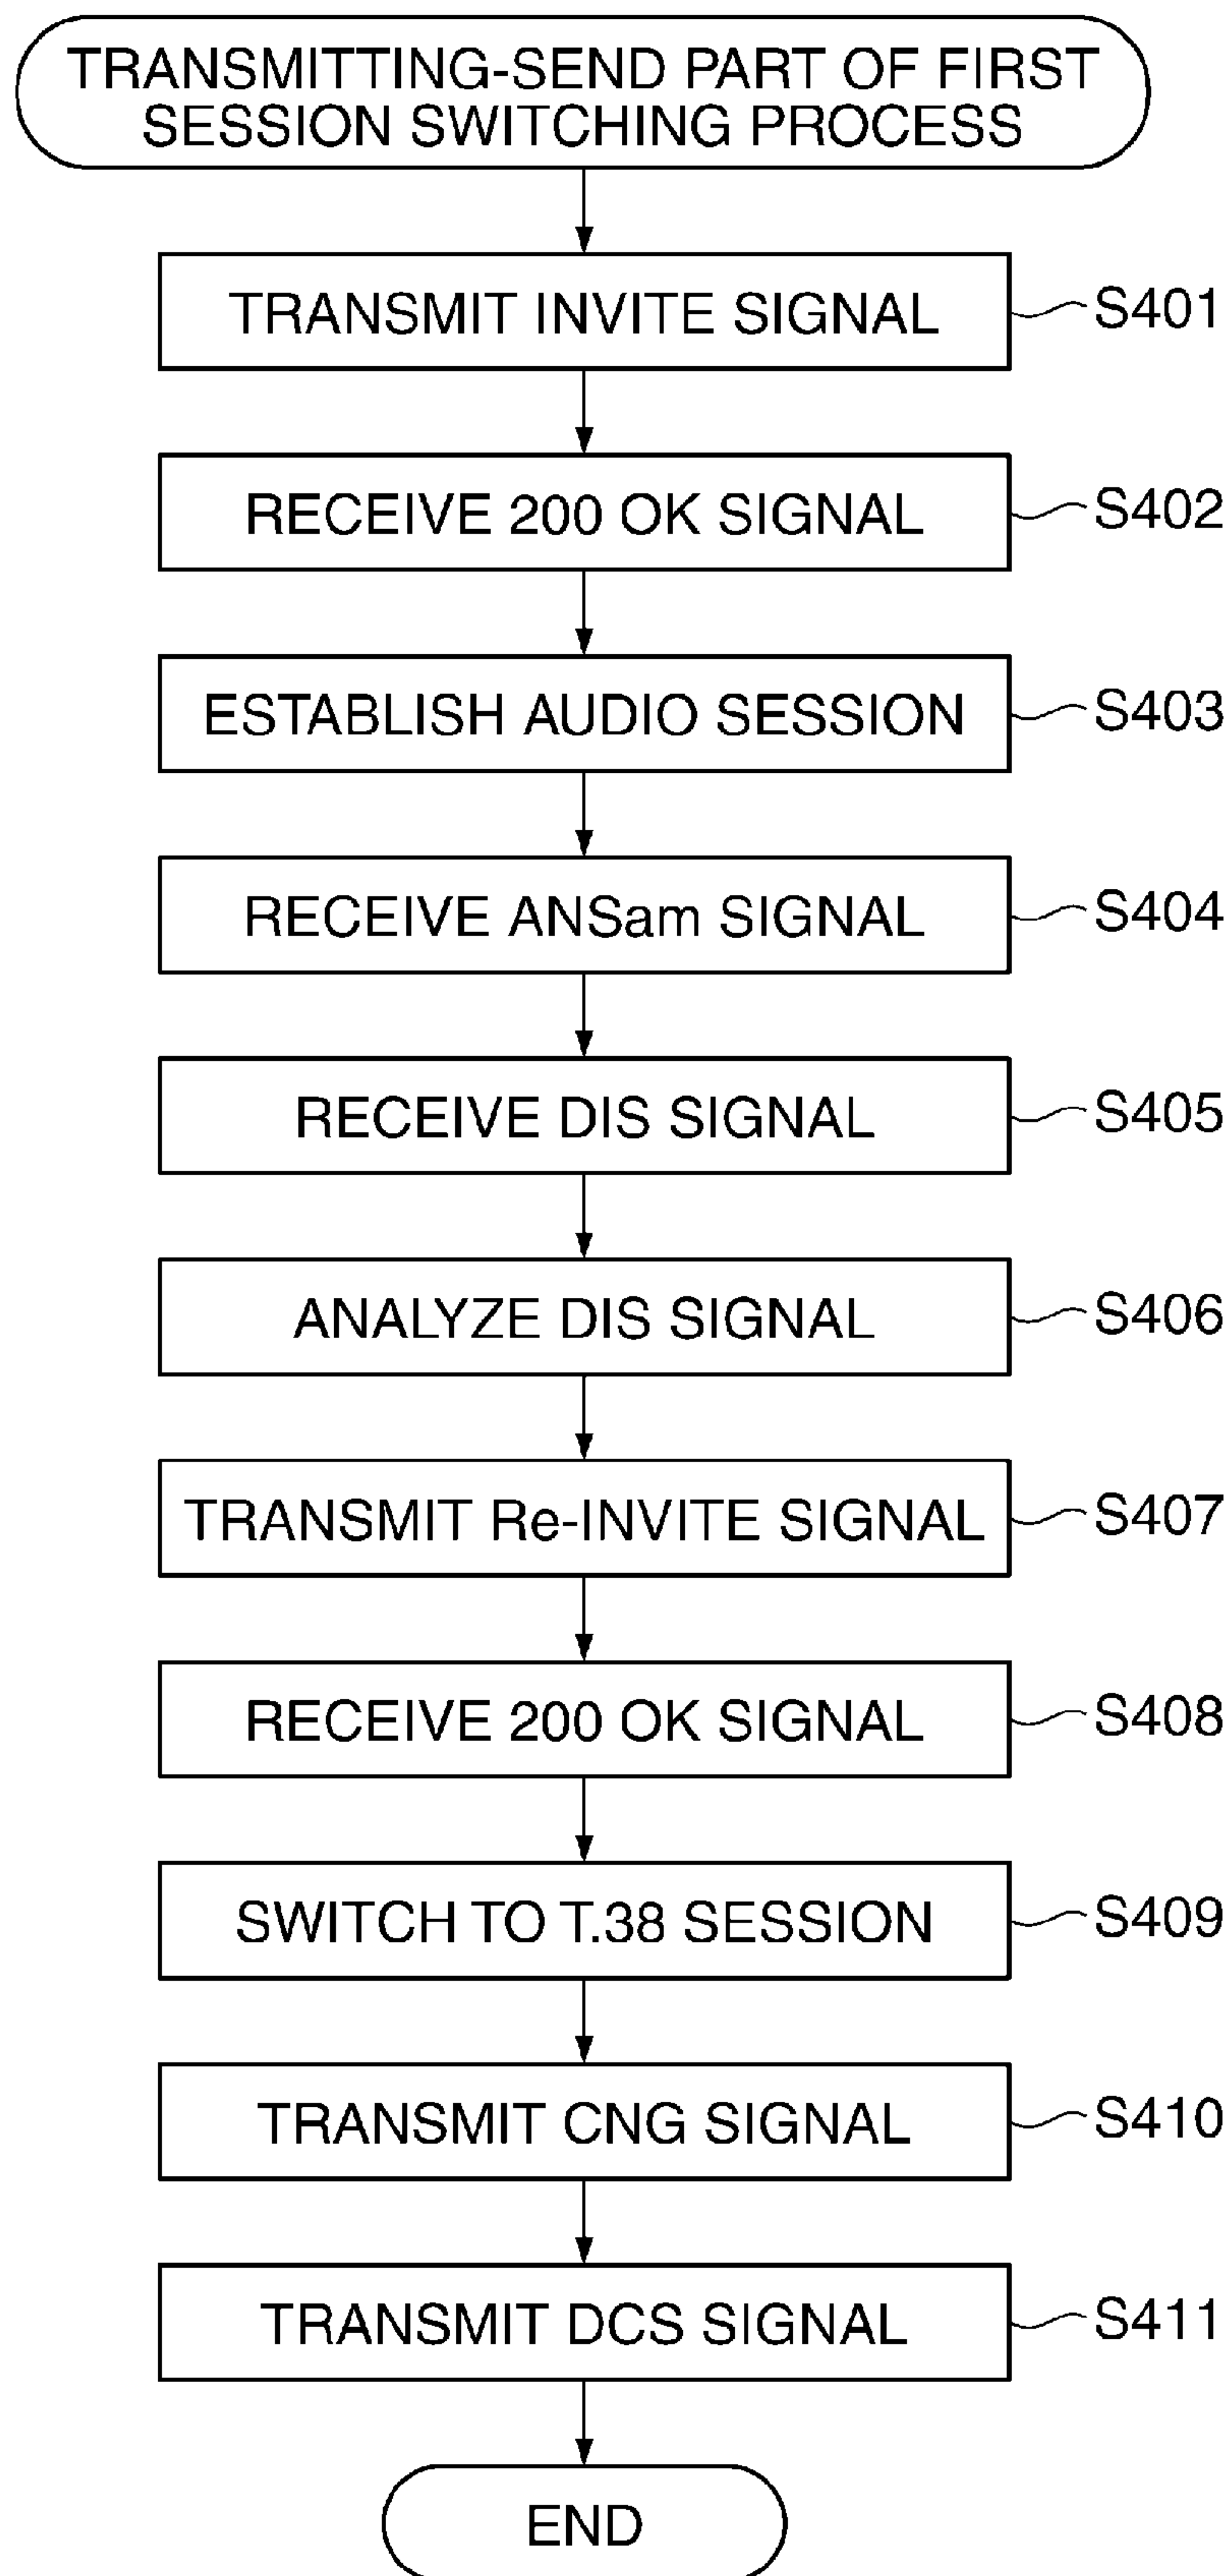 TRANSMITTING-SEND PART OF FIRST
SESSION SWITCHING PROCESS
TRANSMIT INVITE SIGNAL
S401
RECEIVE 200 OK SIGNAL
S402
ESTABLISH AUDIO SESSION
S403
RECEIVE ANSam SIGNAL
S404
RECEIVE DIS SIGNAL
S405
ANALYZE DIS SIGNAL
S406
TRANSMIT Re-INVITE SIGNAL
S407
RECEIVE 200 OK SIGNAL
S408
SWITCH TO T.38 SESSION
S409
TRANSMIT CNG SIGNAL
S410
TRANSMIT DCS SIGNAL
S411
END